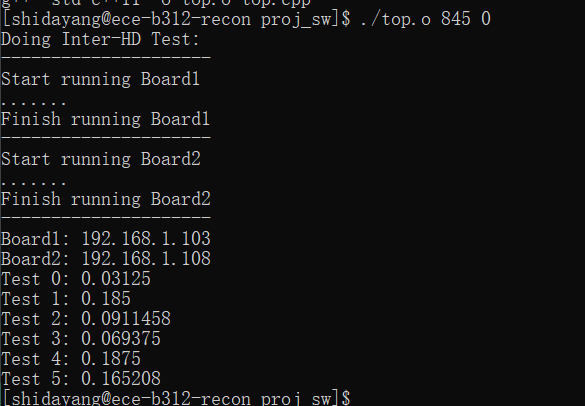 g++ -std=c++11 -o top.o top.cpp
[shidayang@ece-b312-recon proj_sw]$ ./top.o 845 0
Doing Inter-HD Test:
---------------------
Start running Board1
.......
Finish running Board1
---------------------
Start running Board2
.......
Finish running Board2
---------------------
Board1: 192.168.1.103
Board2: 192.168.1.108
Test 0: 0.03125
Test 1: 0.185
Test 2: 0.0911458
Test 3: 0.069375
Test 4: 0.1875
Test 5: 0.165208
[shidayang@ece-b312-recon proj_sw]$